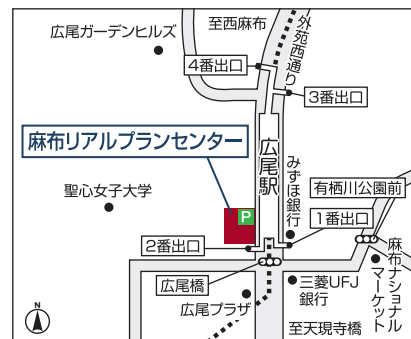 広尾ガーデンヒルズ
至西麻布
外苑西通り
4番出口
3番出口
麻布リアルプランセンター
広尾駅
みずほ銀行
有栖川公園前
聖心女子大学
P
1番出口
2番出口
麻布ナショナル
マーケット
広尾橋
三菱UFJ
銀行
広尾プラザ
至天現寺橋
N